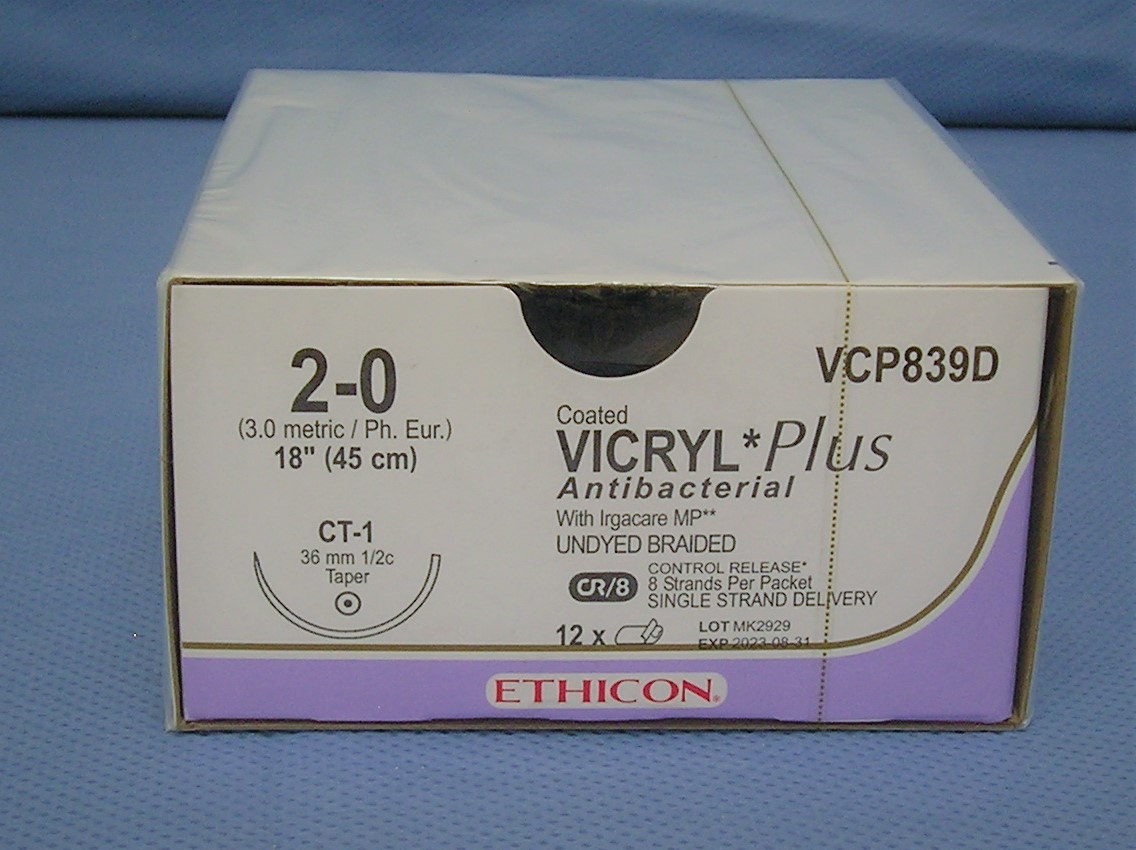 2-0
(3.0 metric / Ph. Eur.)
18" (45 cm)
CT-1
36 mm 1/2c
Taper
VCP839D
Coated
VICRYL*Plus
Antibacterial
With Irgacare MP**
UNDYED BRAIDED
CR/8
CONTROL RELEASE*
8 Strands Per Packet
SINGLE STRAND DELIVERY
12 x
LOT MK2929
EXP 2023-08-31
ETHICON®